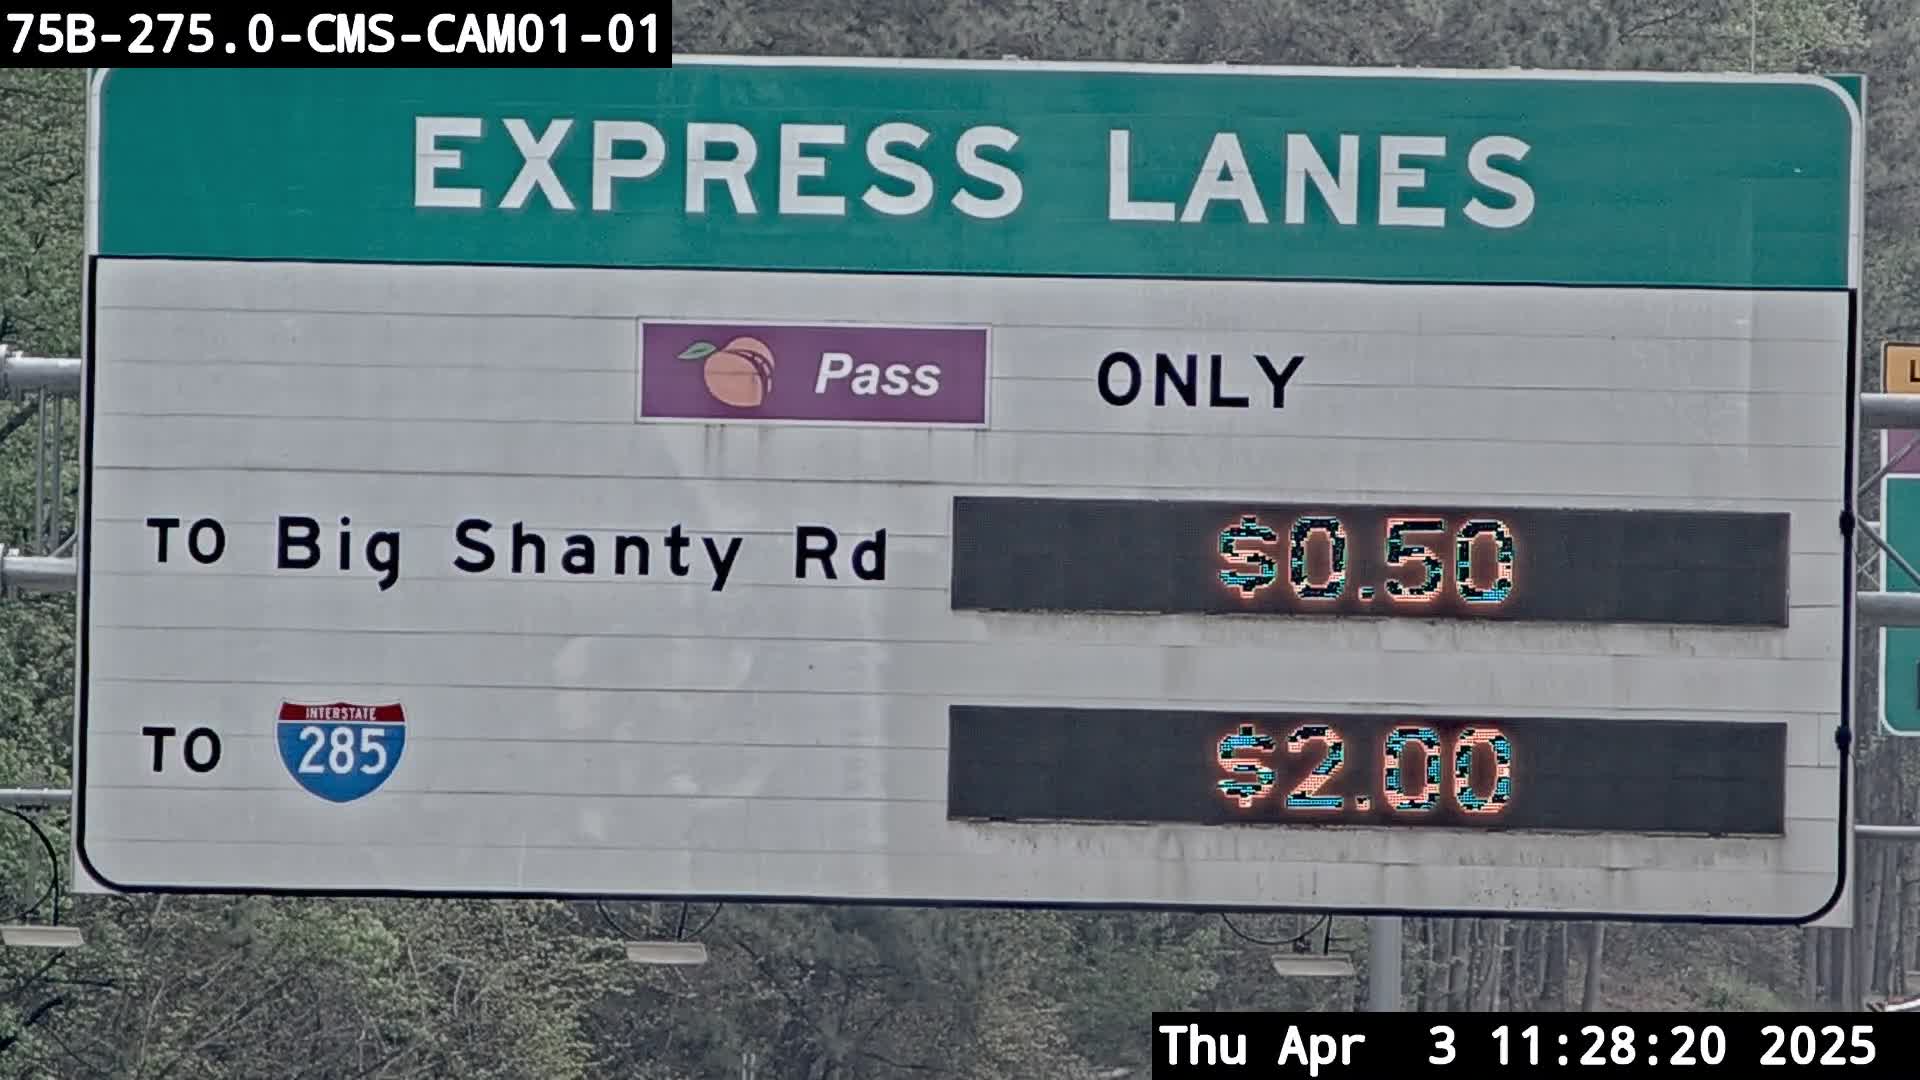 75B-275.0-CMS-CAM01-01
EXPRESS LANES
Pass ONLY
TO Big Shanty Rd $0.50
INTERSTATE
TO 285 $2.00
Thu Apr 3 11:28:20 2025